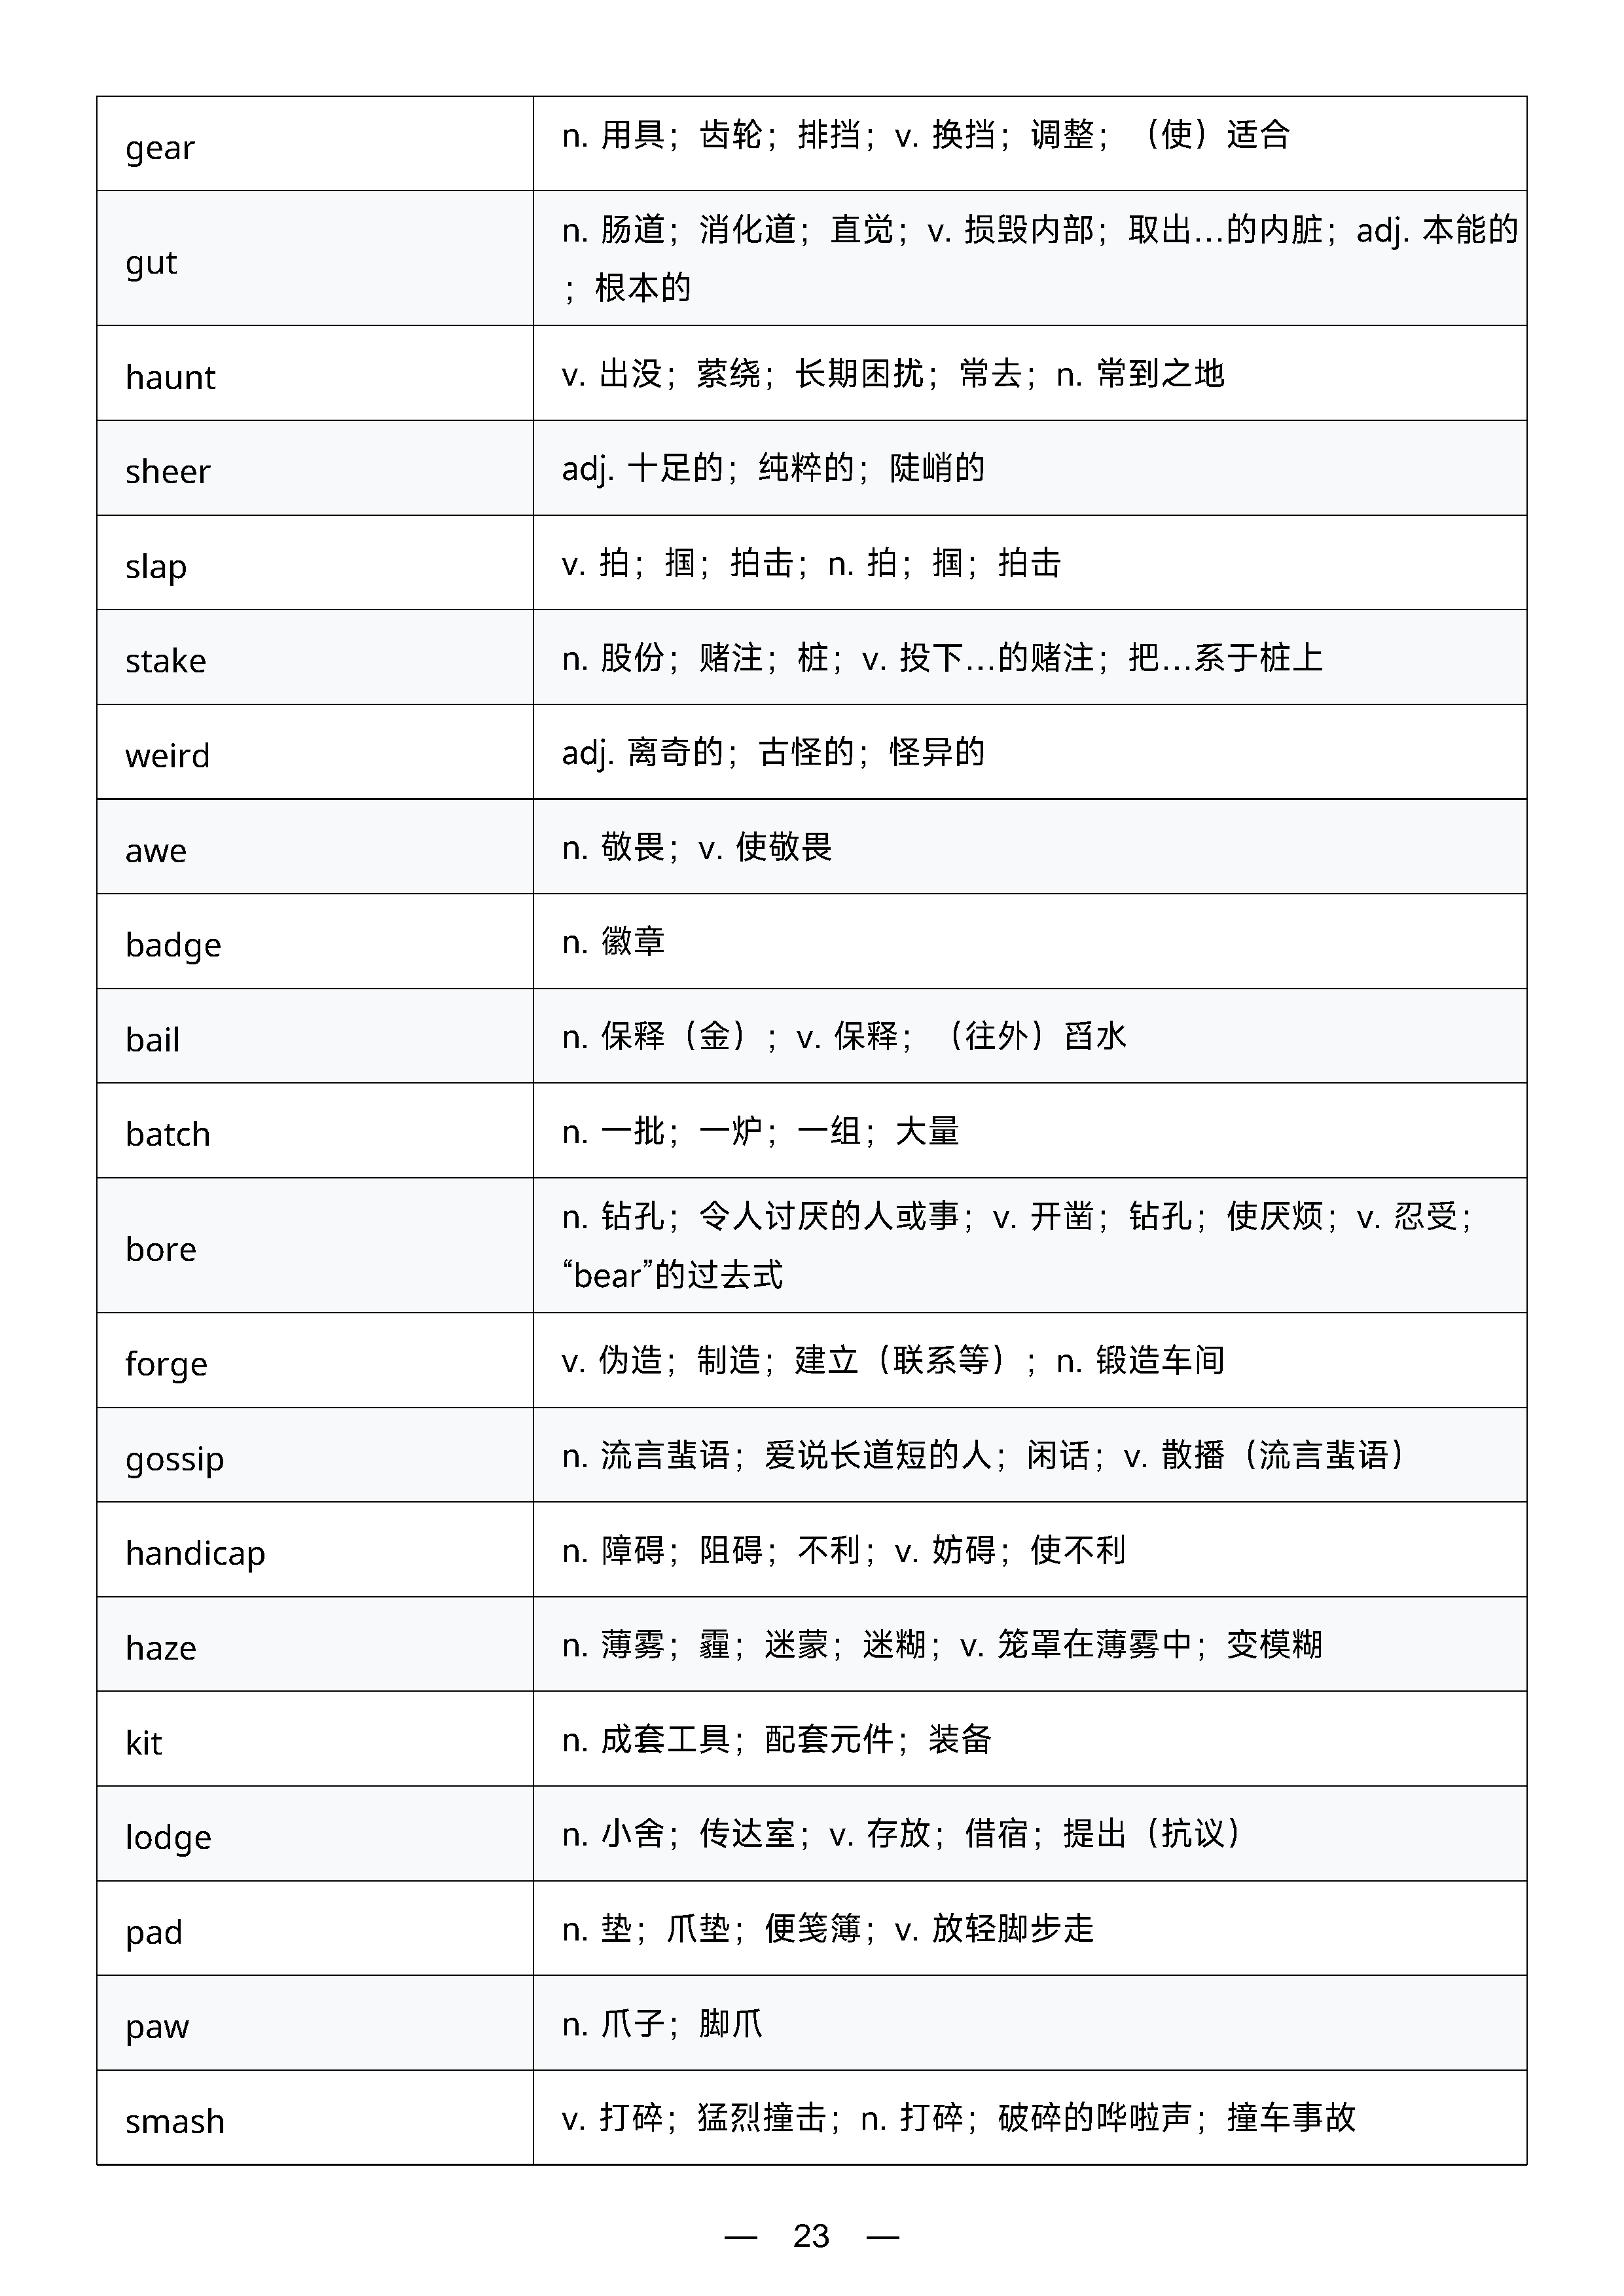 gear n. 用具；齿轮；排挡；v. 换挡；调整；（使）适合
gut n. 肠道；消化道；直觉；v. 损毁内部；取出…的内脏；adj. 本能的
；根本的
haunt v. 出没；萦绕；长期困扰；常去；n. 常到之地
sheer adj. 十足的；纯粹的；陡峭的
slap v. 拍；掴；拍击；n. 拍；掴；拍击
stake n. 股份；赌注；桩；v. 投下…的赌注；把…系于桩上
weird adj. 离奇的；古怪的；怪异的
awe n. 敬畏；v. 使敬畏
badge n. 徽章
bail n. 保释（金）；v. 保释；（往外）舀水
batch n. 一批；一炉；一组；大量
bore n. 钻孔；令人讨厌的人或事；v. 开凿；钻孔；使厌烦；v. 忍受；
“bear”的过去式
forge v. 伪造；制造；建立（联系等）；n. 锻造车间
gossip n. 流言蜚语；爱说长道短的人；闲话；v. 散播（流言蜚语）
handicap n. 障碍；阻碍；不利；v. 妨碍；使不利
haze n. 薄雾；霾；迷蒙；迷糊；v. 笼罩在薄雾中；变模糊
kit n. 成套工具；配套元件；装备
lodge n. 小舍；传达室；v. 存放；借宿；提出（抗议）
pad n. 垫；爪垫；便笺簿；v. 放轻脚步走
paw n. 爪子；脚爪
smash v. 打碎；猛烈撞击；n. 打碎；破碎的哗啦声；撞车事故
— 23 —